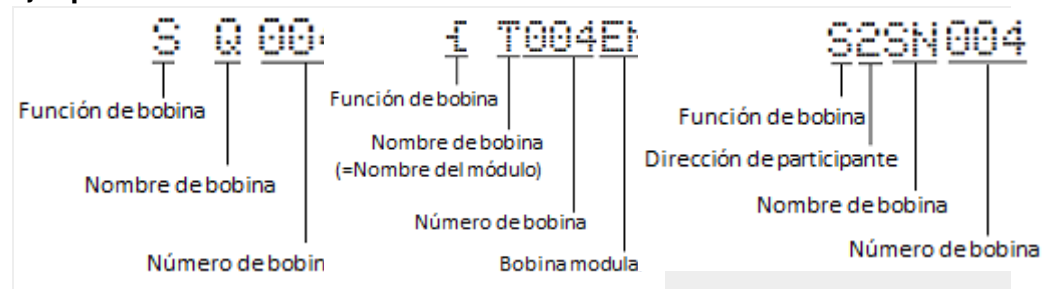 S Q 00
T004EN
S2SN004
Función de bobina
Nombre de bobina
Número de bobin
Función de bobina
Nombre de bobina
(=Nombre del módulo)
Número de bobina
Bobina modula
Función de bobina
Dirección de participante
Nombre de bobina
Número de bobina